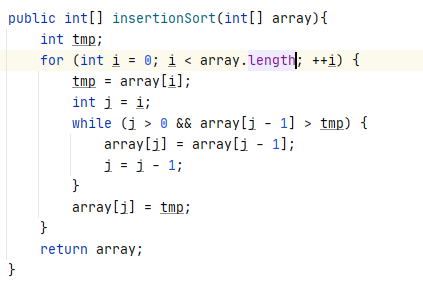 public int[] insertionSort(int[] array){
    int tmp;
    for (int i = 0; i < array.length; ++i) {
        tmp = array[i];
        int j = i;
        while (j > 0 && array[j - 1] > tmp) {
            array[j] = array[j - 1];
            j = j - 1;
        }
        array[j] = tmp;
    }
    return array;
}